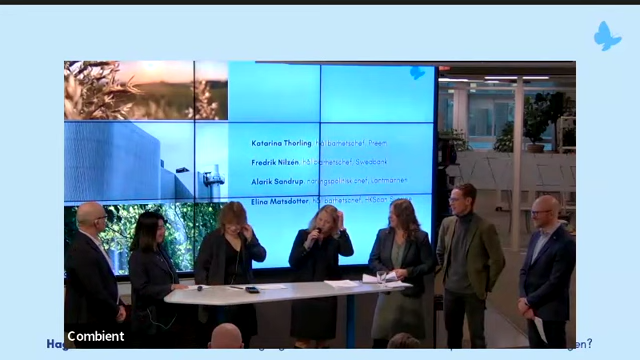 Katarina Thorling, hållbarhetschef, Preem
Fredrik Nilzén, hållbarhetschef, Swedbank
Alarik Sandrup, näringspolitisk chef, Lantmännen
Elina Matsdotter, hållbarhetschef, HKScan
Combient